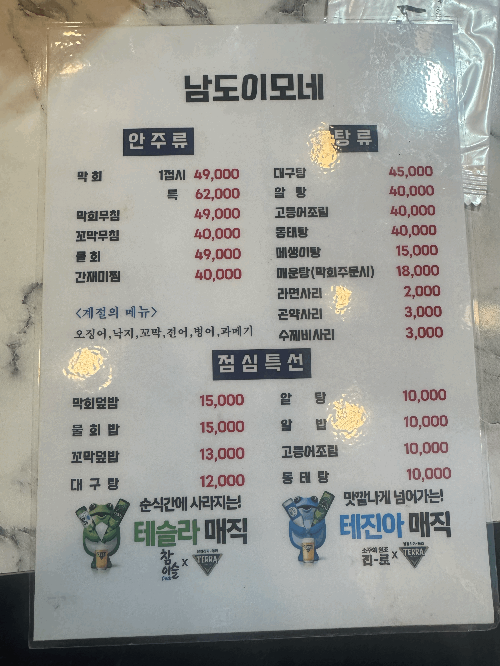 남도이모네
안주류
막회 1접시 49,000
특 62,000
막회무침 49,000
꼬막무침 40,000
물회 49,000
간재미찜 40,000
<계절의 메뉴>
오징어,낙지,꼬막,전어,병어,과메기
탕류
대구탕 45,000
알탕 40,000
고등어조림 40,000
동태탕 40,000
매생이탕 15,000
매운탕(막회주문시) 18,000
라면사리 2,000
곤약사리 3,000
수제비사리 3,000
점심특선
막회덮밥 15,000
물회밥 15,000
꼬막덮밥 13,000
대구탕 12,000
알탕 10,000
알밥 10,000
고등어조림 10,000
동태탕 10,000
순식간에 사라지는!
테슬라 매직
참이슬 x TERRA
맛깔나게 넘어가는!
테진아 매직
소주의 원조
진-로 x TERRA